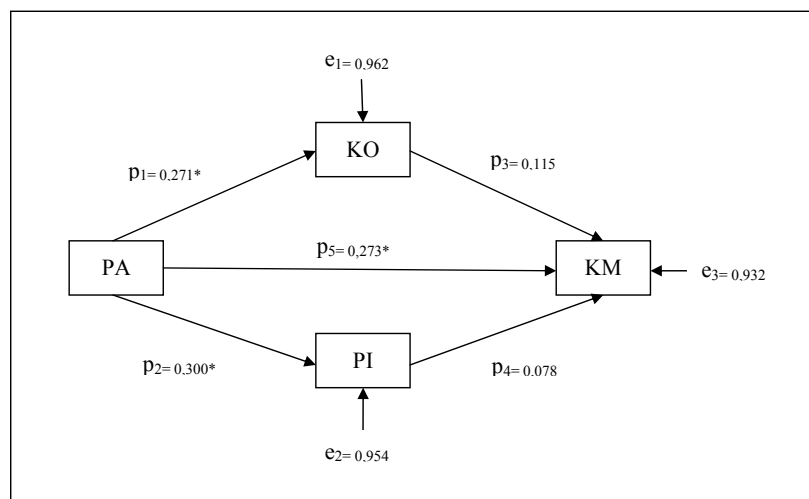 e1= 0,962
KO
p1= 0,271*
p3= 0,115
p5= 0,273*
PA
KM
e3= 0,932
p2= 0,300*
PI
p4= 0.078
e2= 0,954